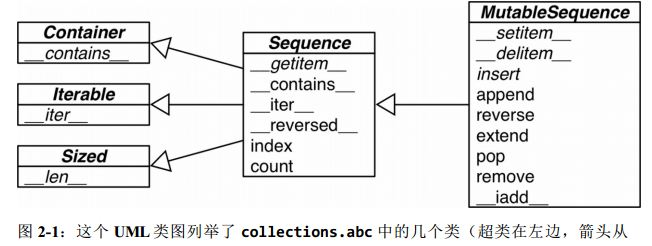 Container
__contains__
Iterable
__iter__
Sized
__len__
Sequence
__getitem__
__contains__
__iter__
__reversed__
index
count
MutableSequence
__setitem__
__delitem__
insert
append
reverse
extend
pop
remove
__iadd__
图 2-1：这个 UML 类图列举了 collections.abc 中的几个类（超类在左边，箭头从